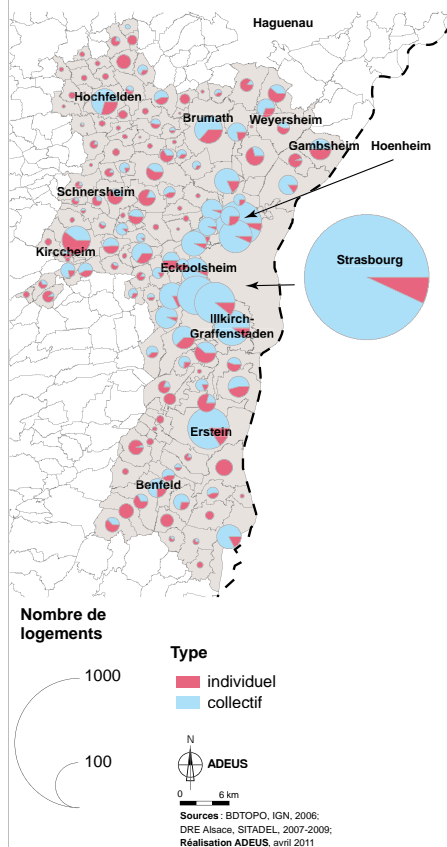 Haguenau
Hochfelden
Brumath
Weyersheim
Gambsheim
Hoenheim
Schnersheim
Kirccheim
Eckbolsheim
Strasbourg
Illkirch-
Graffenstaden
Erstein
Benfeld
Nombre de
logements
1000
100
Type
individuel
collectif
N
ADEUS
0 6 km
Sources : BDTOPO, IGN, 2006;
DRE Alsace, SITADEL, 2007-2009;
Réalisation ADEUS, avril 2011